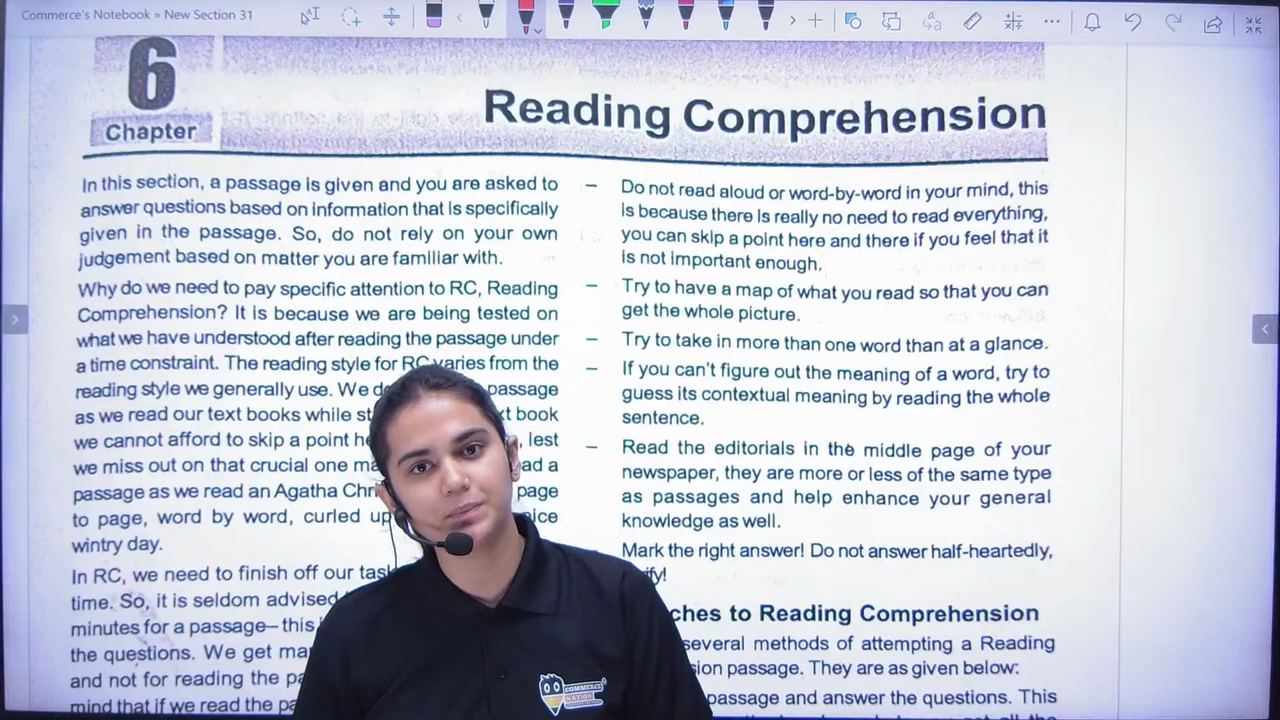 Commerce's Notebook » New Section 31
6
Chapter
Reading Comprehension
In this section, a passage is given and you are asked to
answer questions based on information that is specifically
given in the passage. So, do not rely on your own
judgement based on matter you are familiar with.
Why do we need to pay specific attention to RC, Reading
Comprehension? It is because we are being tested on
what we have understood after reading the passage under
a time constraint. The reading style for RC varies from the
reading style we generally use. We passage
as we read our text books while book
we cannot afford to skip a point lest
we miss out on that crucial one a
passage as we read an Agatha page
to page, word by word, curled up
wintry day.
In RC, we need to finish off our
time. So, it is seldom advised
minutes for a passage– this
the questions. We get
and not for reading the
mind that if we read the
– Do not read aloud or word-by-word in your mind, this
is because there is really no need to read everything,
you can skip a point here and there if you feel that it
is not important enough.
– Try to have a map of what you read so that you can
get the whole picture.
– Try to take in more than one word than at a glance.
– If you can't figure out the meaning of a word, try to
guess its contextual meaning by reading the whole
sentence.
– Read the editorials in the middle page of your
newspaper, they are more or less of the same type
as passages and help enhance your general
knowledge as well.
Mark the right answer! Do not answer half-heartedly,
to Reading Comprehension
several methods of attempting a Reading
passage. They are as given below:
passage and answer the questions. This
COMMERCE
NATION